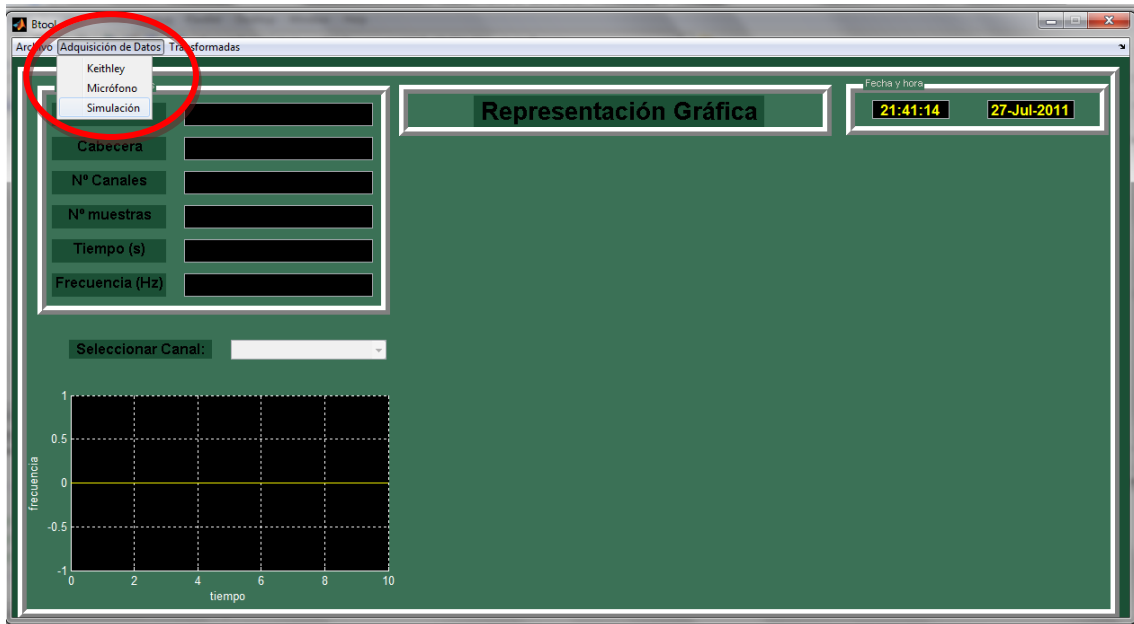 Btool
Archivo Adquisición de Datos Transformadas
Keithley
Micrófono
Simulación
Cabecera
Nº Canales
Nº muestras
Tiempo (s)
Frecuencia (Hz)
Representación Gráfica
Fecha y hora
21:41:14 27-Jul-2011
Seleccionar Canal:
1
0.5
0
-0.5
-1
frecuencia
0 2 4 6 8 10
tiempo